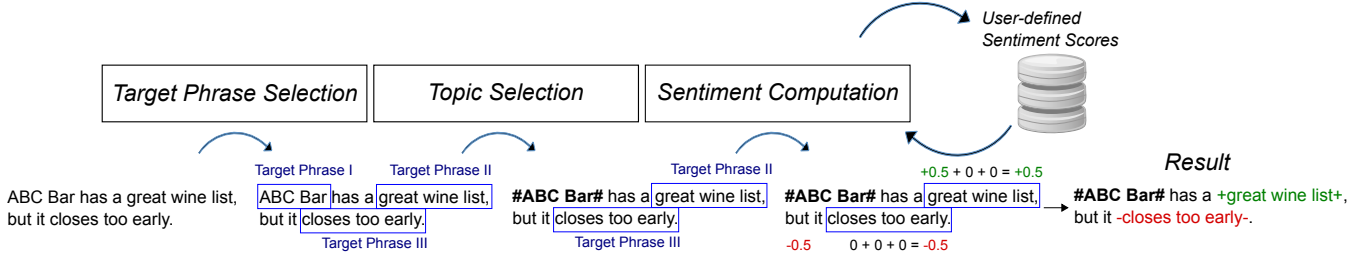 User-defined
Sentiment Scores
Target Phrase Selection
Topic Selection
Sentiment Computation
ABC Bar has a great wine list,
but it closes too early.
Target Phrase I
Target Phrase II
ABC Bar has a great wine list,
but it closes too early.
Target Phrase III
Target Phrase II
#ABC Bar# has a great wine list,
but it closes too early.
Target Phrase III
+0.5 + 0 + 0 = +0.5
#ABC Bar# has a great wine list,
but it closes too early.
-0.5 0 + 0 + 0 = -0.5
Result
#ABC Bar# has a +great wine list+,
but it -closes too early-.